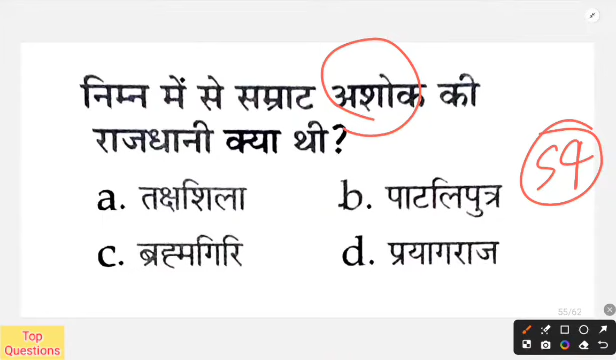 निम्न में से सम्राट अशोक की
राजधानी क्या थी?
54
a. तक्षशिला b. पाटलिपुत्र
c. ब्रह्मगिरि d. प्रयागराज
55/62
Top
Questions